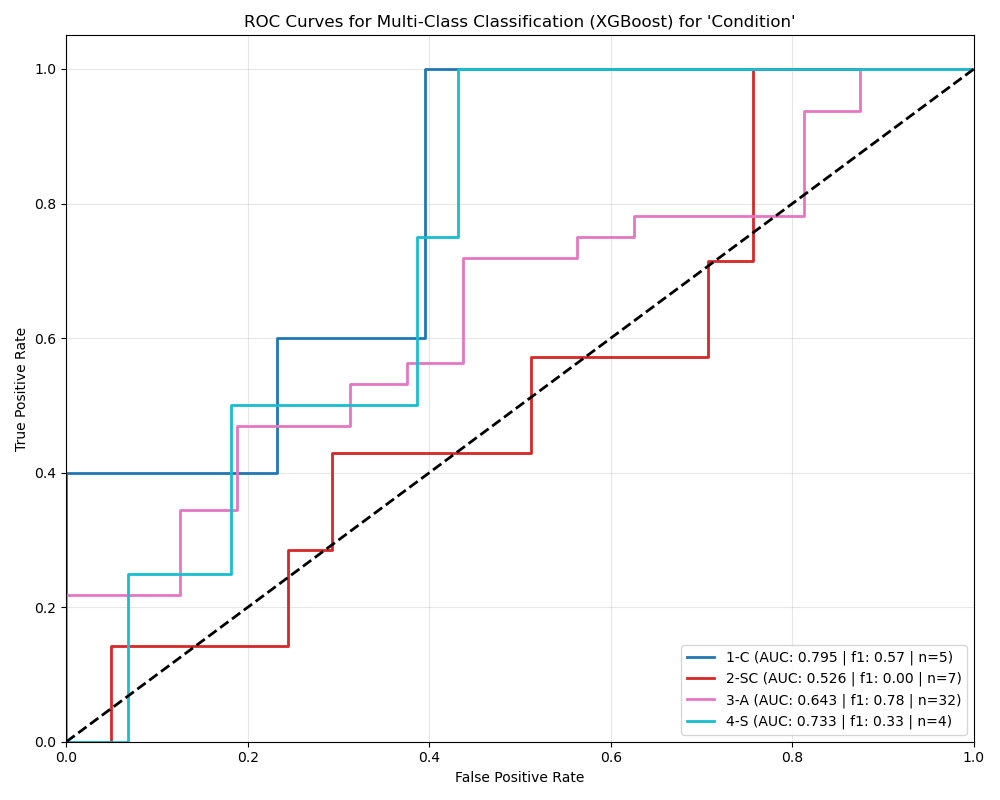 ROC Curves for Multi-Class Classification (XGBoost) for 'Condition'
True Positive Rate
1.0
0.8
0.6
0.4
0.2
0.0
0.0 0.2 0.4 0.6 0.8 1.0
False Positive Rate
1-C (AUC: 0.795 | f1: 0.57 | n=5)
2-SC (AUC: 0.526 | f1: 0.00 | n=7)
3-A (AUC: 0.643 | f1: 0.78 | n=32)
4-S (AUC: 0.733 | f1: 0.33 | n=4)